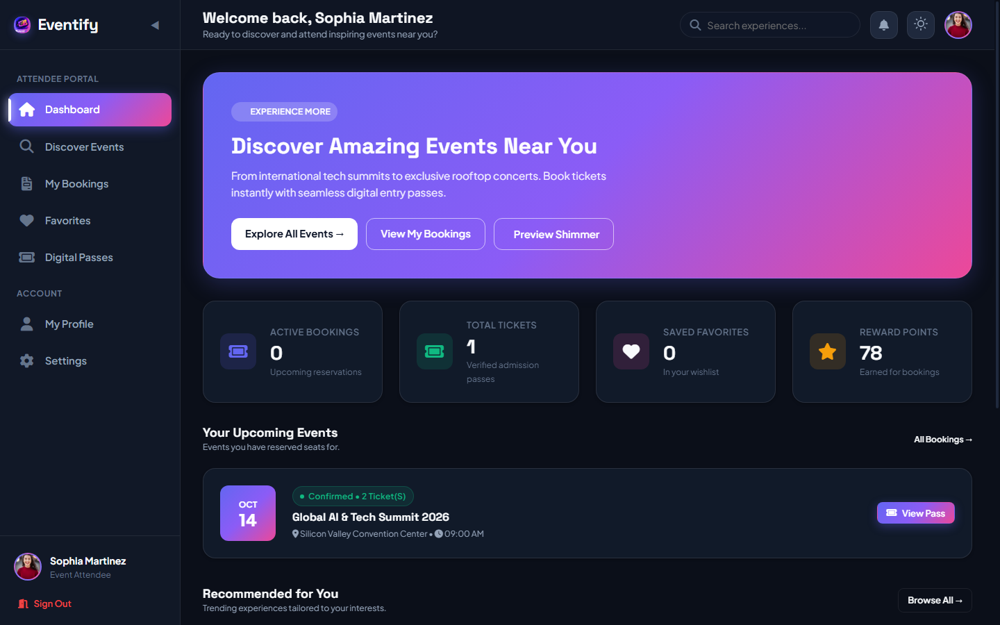 Eventify
◀
Welcome back, Sophia Martinez
Ready to discover and attend inspiring events near you?
Search experiences...
ATTENDEE PORTAL
Dashboard
Discover Events
My Bookings
Favorites
Digital Passes
ACCOUNT
My Profile
Settings
Sophia Martinez
Event Attendee
Sign Out
EXPERIENCE MORE
Discover Amazing Events Near You
From international tech summits to exclusive rooftop concerts. Book tickets
instantly with seamless digital entry passes.
Explore All Events →
View My Bookings
Preview Shimmer
ACTIVE BOOKINGS
0
Upcoming reservations
TOTAL TICKETS
1
Verified admission
passes
SAVED FAVORITES
0
In your wishlist
REWARD POINTS
78
Earned for bookings
Your Upcoming Events
Events you have reserved seats for.
All Bookings →
OCT
14
Confirmed • 2 Ticket(S)
Global AI & Tech Summit 2026
Silicon Valley Convention Center • 09:00 AM
View Pass
Recommended for You
Trending experiences tailored to your interests.
Browse All →